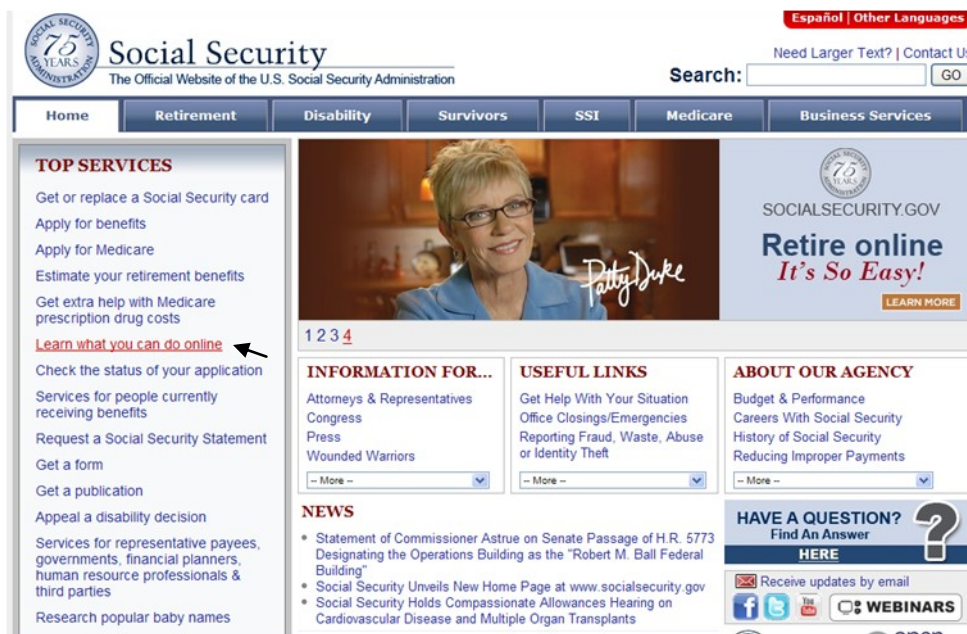 Español | Other Languages
SOCIAL SECURITY
75
YEARS
ADMINISTRATION
Social Security
The Official Website of the U.S. Social Security Administration
Need Larger Text? | Contact Us
Search:
GO
Home
Retirement
Disability
Survivors
SSI
Medicare
Business Services
TOP SERVICES
Get or replace a Social Security card
Apply for benefits
Apply for Medicare
Estimate your retirement benefits
Get extra help with Medicare
prescription drug costs
Learn what you can do online
Check the status of your application
Services for people currently
receiving benefits
Request a Social Security Statement
Get a form
Get a publication
Appeal a disability decision
Services for representative payees,
governments, financial planners,
human resource professionals &
third parties
Research popular baby names
Patty Duke
75
YEARS
SOCIALSECURITY.GOV
Retire online
It's So Easy!
LEARN MORE
1 2 3 4
INFORMATION FOR...
Attorneys & Representatives
Congress
Press
Wounded Warriors
-- More --
USEFUL LINKS
Get Help With Your Situation
Office Closings/Emergencies
Reporting Fraud, Waste, Abuse
or Identity Theft
-- More --
ABOUT OUR AGENCY
Budget & Performance
Careers With Social Security
History of Social Security
Reducing Improper Payments
-- More --
NEWS
Statement of Commissioner Astrue on Senate Passage of H.R. 5773
Designating the Operations Building as the "Robert M. Ball Federal
Building"
Social Security Unveils New Home Page at www.socialsecurity.gov
Social Security Holds Compassionate Allowances Hearing on
Cardiovascular Disease and Multiple Organ Transplants
HAVE A QUESTION?
Find An Answer
HERE
?
Receive updates by email
You Tube
WEBINARS